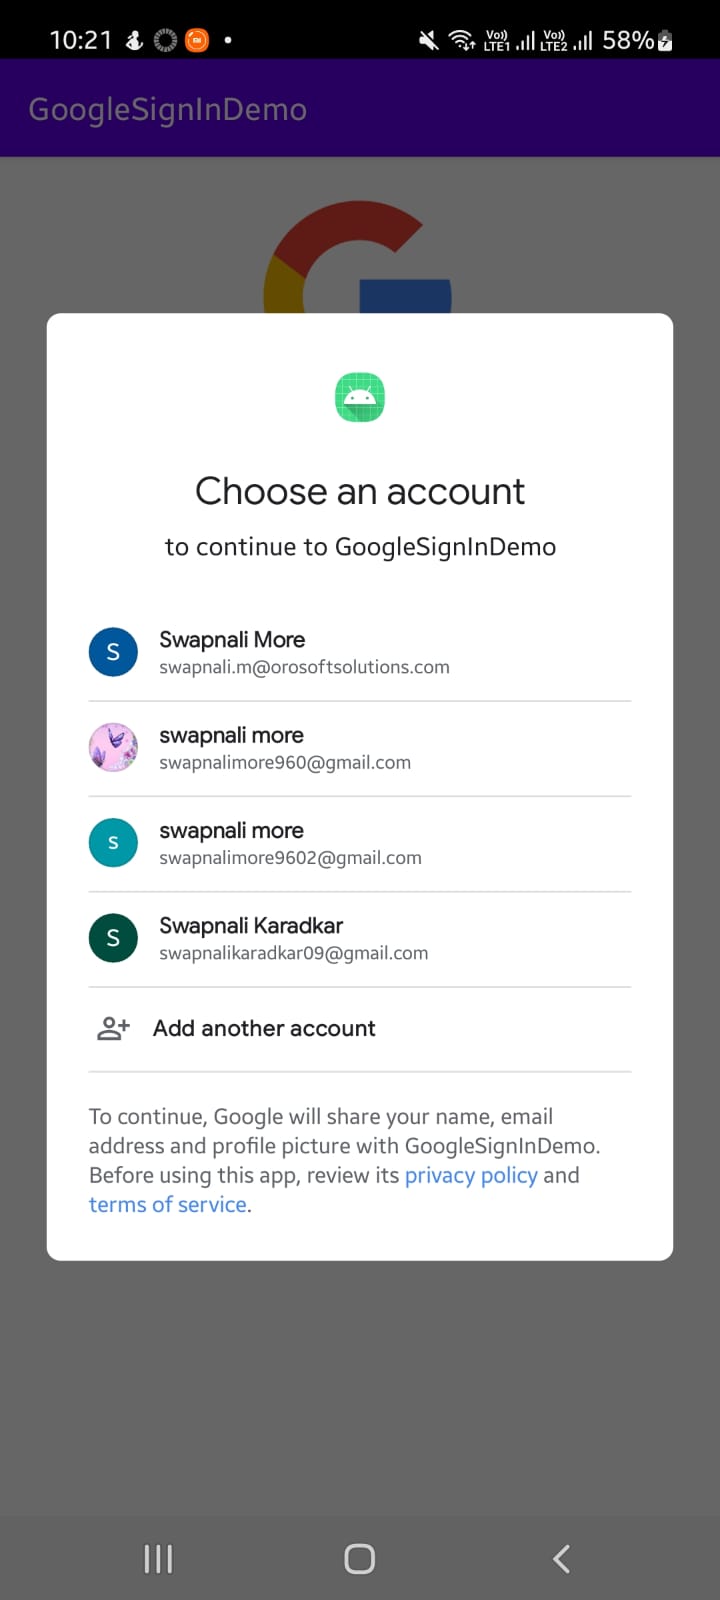 10:21
Vo)) LTE1 Vo)) LTE2 58%
GoogleSignInDemo
Choose an account
to continue to GoogleSignInDemo
S
Swapnali More
swapnali.m@orosoftsolutions.com
swapnali more
swapnalimore960@gmail.com
s
swapnali more
swapnalimore9602@gmail.com
S
Swapnali Karadkar
swapnalikaradkar09@gmail.com
Add another account
To continue, Google will share your name, email
address and profile picture with GoogleSignInDemo.
Before using this app, review its privacy policy and
terms of service.